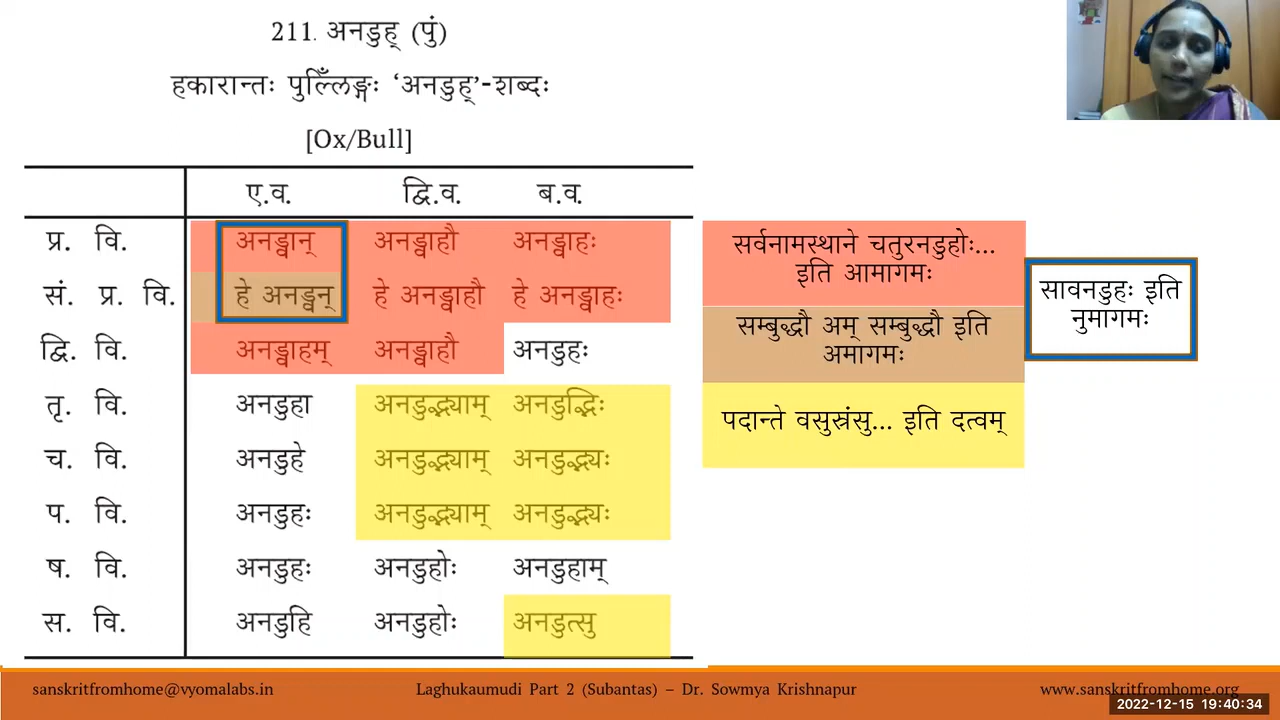 211. अनडुह् (पुं)
हकारान्तः पुल्ँलिङ्गः ‘अनडुह्’-शब्दः
[Ox/Bull]
ए.व. द्वि.व. ब.व.
प्र. वि. अनड्वान् अनड्वाहौ अनड्वाहः
सं. प्र. वि. हे अनड्वन् हे अनड्वाहौ हे अनड्वाहः
द्वि. वि. अनड्वाहम् अनड्वाहौ अनडुहः
तृ. वि. अनडुहा अनडुद्भ्याम् अनडुद्भिः
च. वि. अनडुहे अनडुद्भ्याम् अनडुद्भ्यः
प. वि. अनडुहः अनडुद्भ्याम् अनडुद्भ्यः
ष. वि. अनडुहः अनडुहोः अनडुहाम्
स. वि. अनडुहि अनडुहोः अनडुत्सु
सर्वनामस्थाने चतुरनडुहोः...
इति आमागमः
सम्बुद्धौ अम् सम्बुद्धौ इति
अमागमः
पदान्ते वसुस्रंसु... इति दत्वम्
सावनडुहः इति
नुमागमः
sanskritfromhome@vyomalabs.in Laghukaumudi Part 2 (Subantas) – Dr. Sowmya Krishnapur www.sanskritfromhome.org
2022-12-15 19:40:34